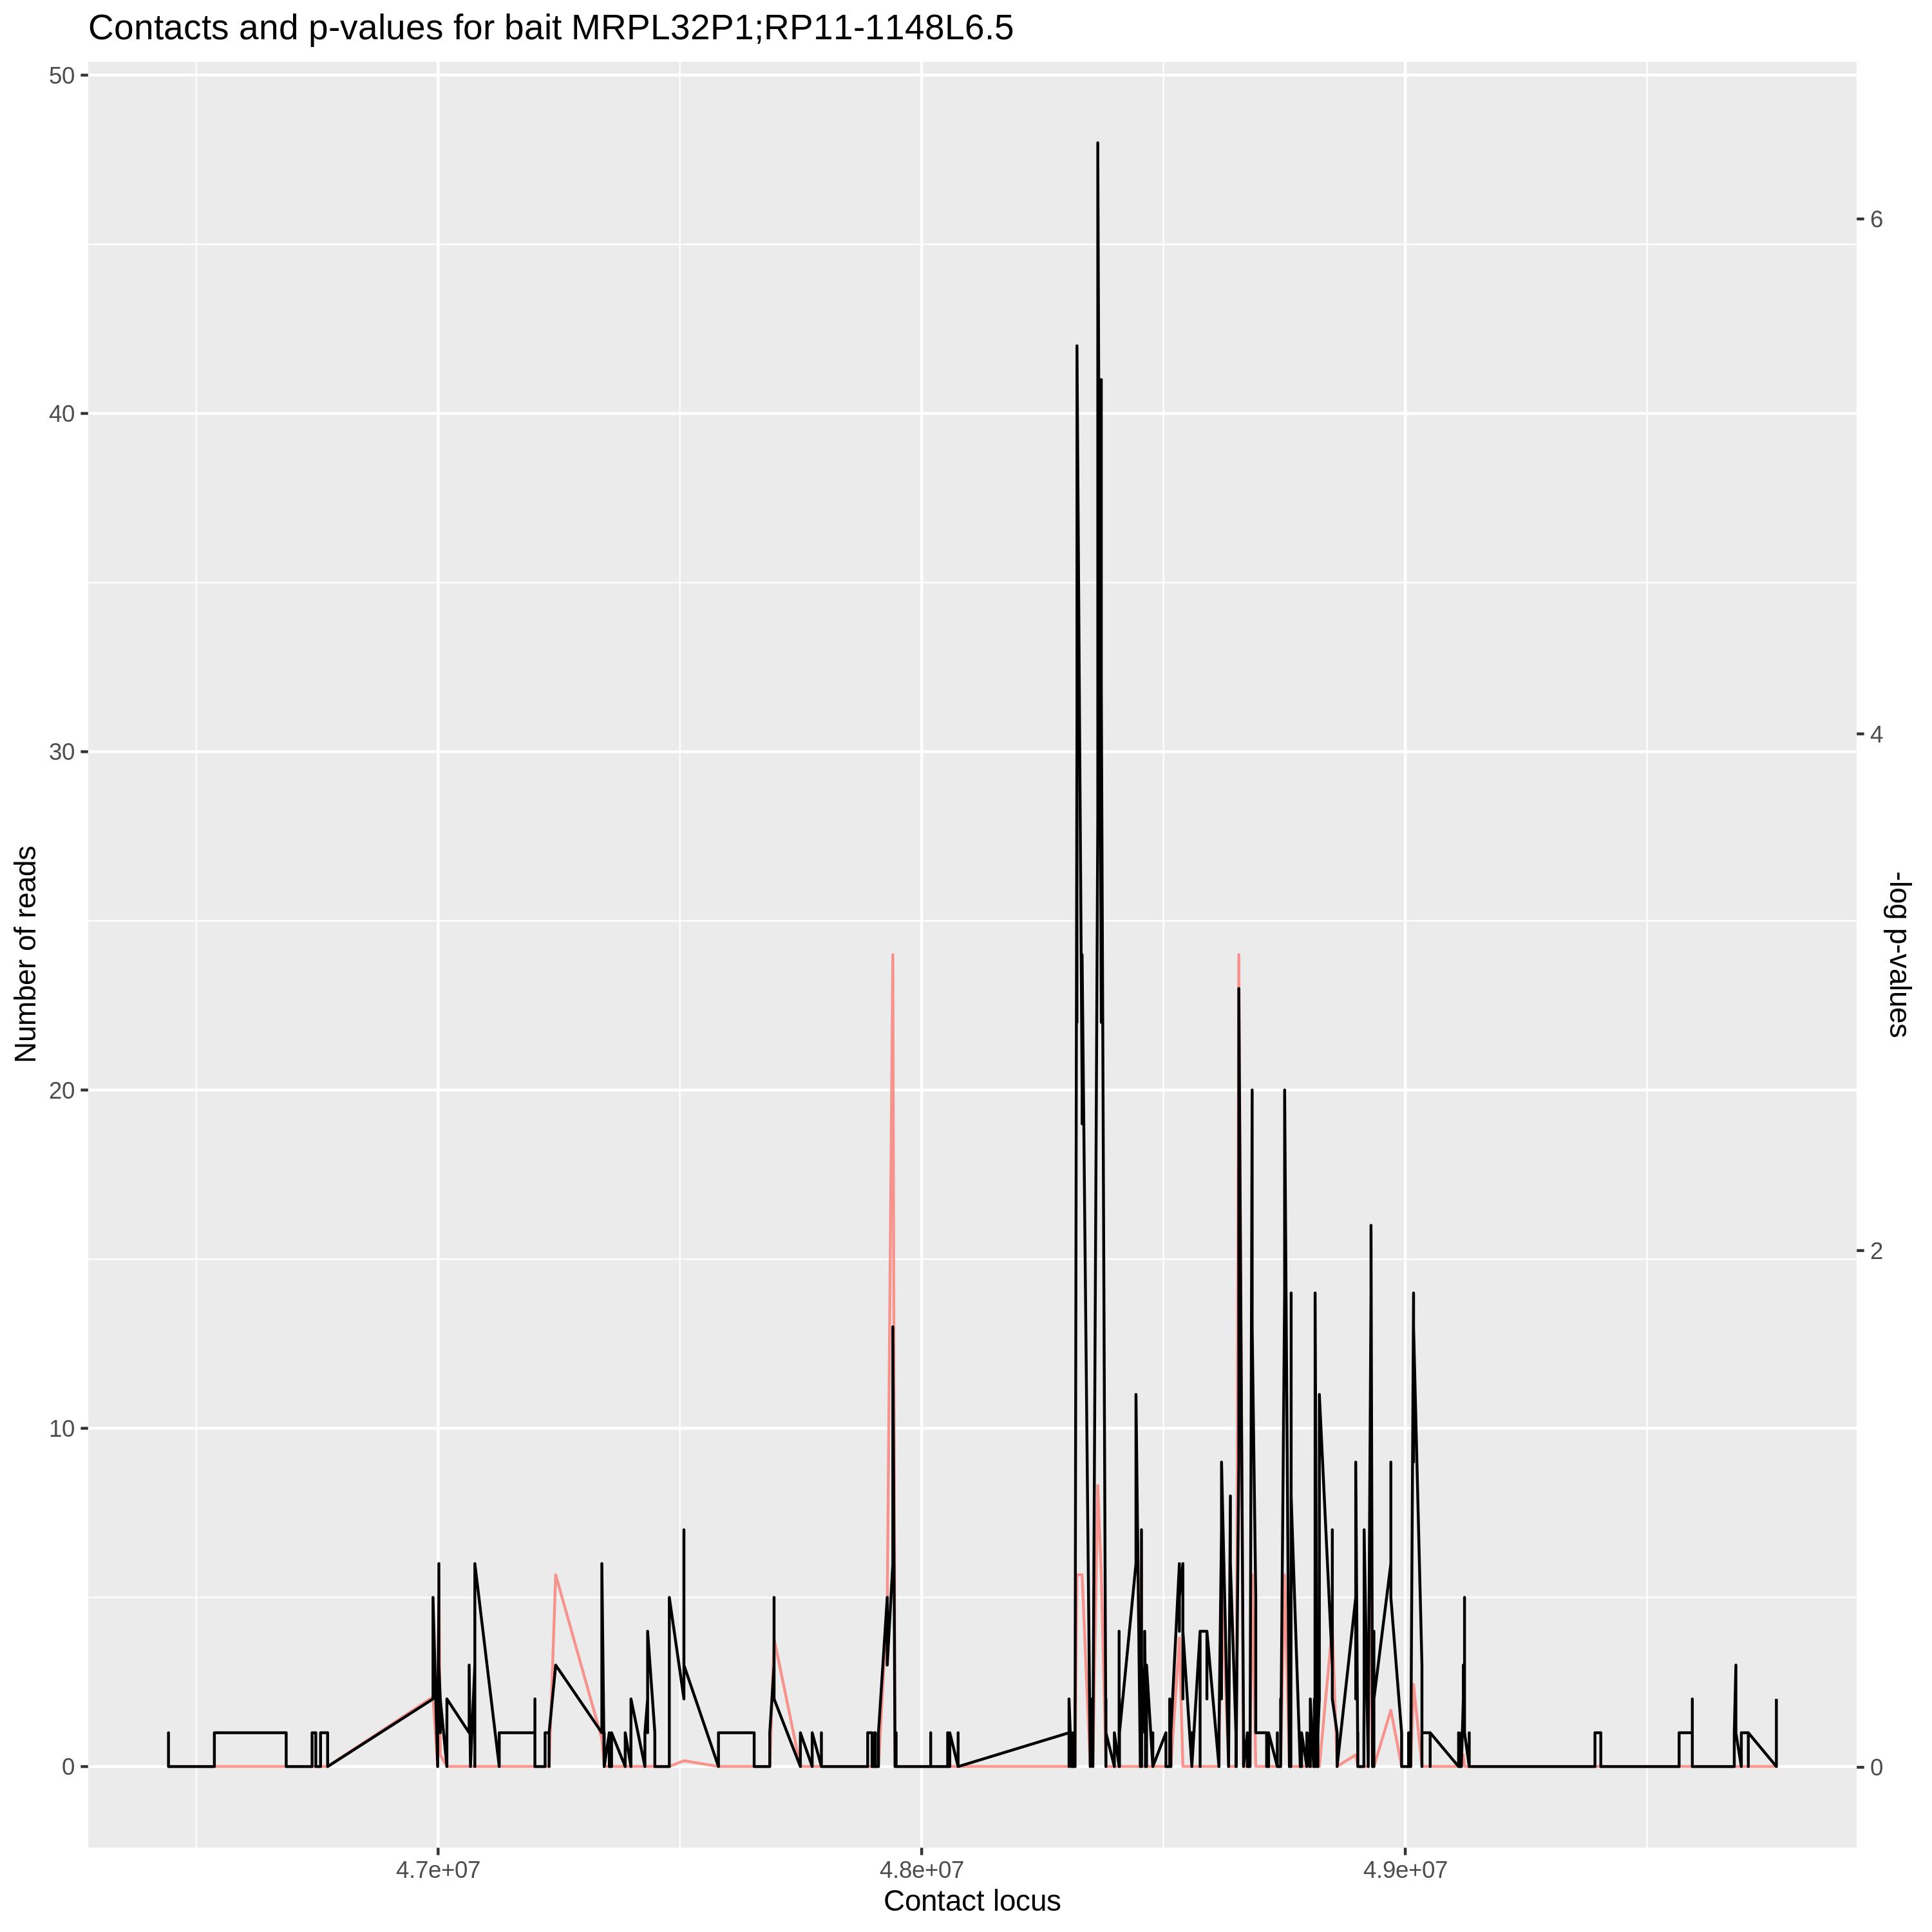 Contacts and p-values for bait MRPL32P1;RP11-1148L6.5
50
40
30
20
10
0
Number of reads
6
4
2
0
-log p-values
4.7e+07
4.8e+07
4.9e+07
Contact locus